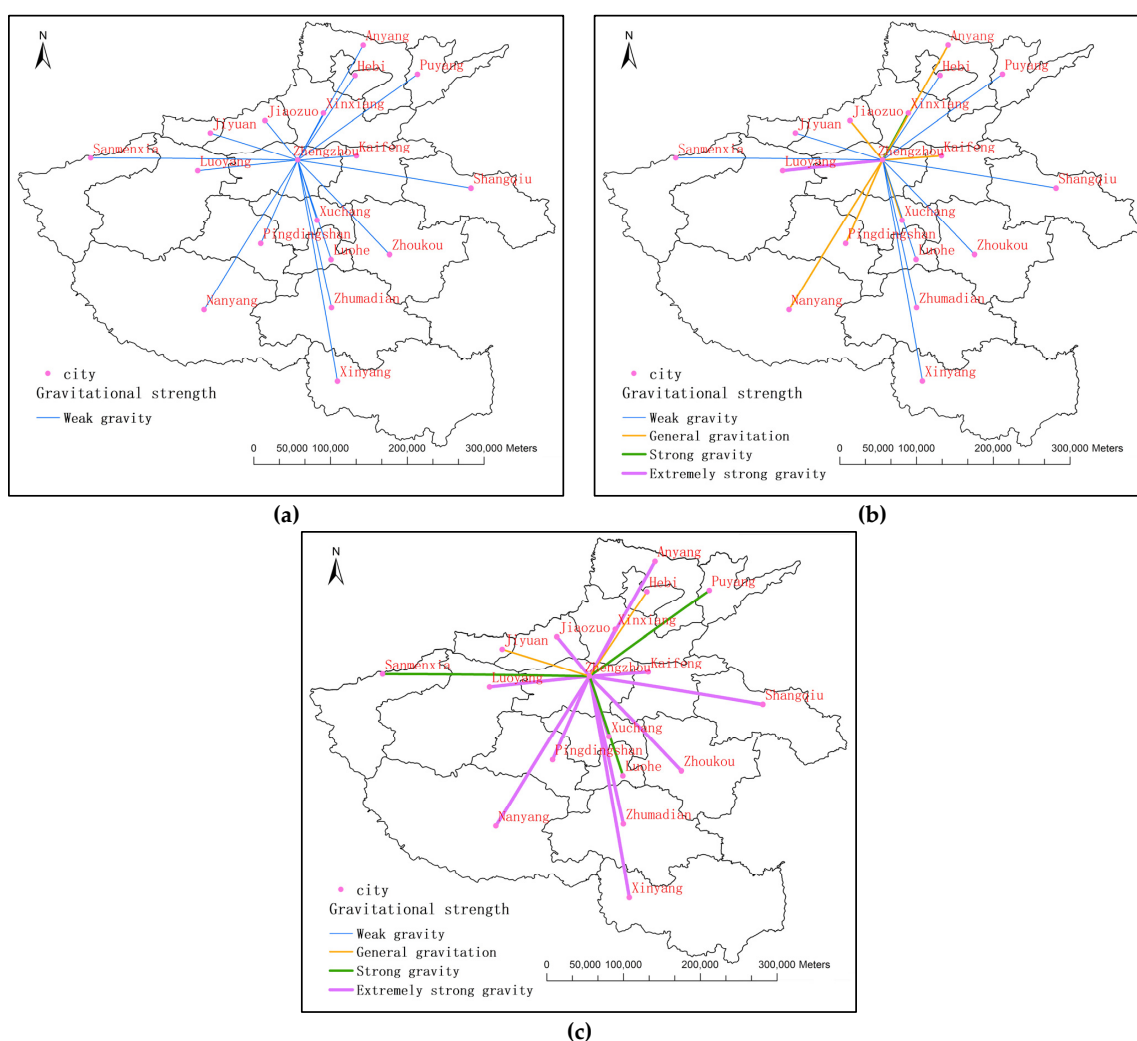 N
Anyang
Hebi
Puyang
Xinxiang
Jiaozuo
Jiyuan
Zhengzhou
Kaifeng
Sanmenxia
Luoyang
Shangqiu
Xuchang
Pingdingshan
Zhoukou
Luohe
Nanyang
Zhumadian
Xinyang
city
Gravitational strength
Weak gravity
0 50,000 100,000 200,000 300,000 Meters
(a)
N
Anyang
Hebi
Puyang
Xinxiang
Jiaozuo
Jiyuan
Zhengzhou
Kaifeng
Sanmenxia
Luoyang
Shangqiu
Xuchang
Pingdingshan
Zhoukou
Luohe
Nanyang
Zhumadian
Xinyang
city
Gravitational strength
Weak gravity
General gravitation
Strong gravity
Extremely strong gravity
0 50,000 100,000 200,000 300,000 Meters
(b)
N
Anyang
Hebi
Puyang
Xinxiang
Jiaozuo
Jiyuan
Zhengzhou
Kaifeng
Sanmenxia
Luoyang
Shangqiu
Xuchang
Pingdingshan
Zhoukou
Luohe
Nanyang
Zhumadian
Xinyang
city
Gravitational strength
Weak gravity
General gravitation
Strong gravity
Extremely strong gravity
0 50,000 100,000 200,000 300,000 Meters
(c)